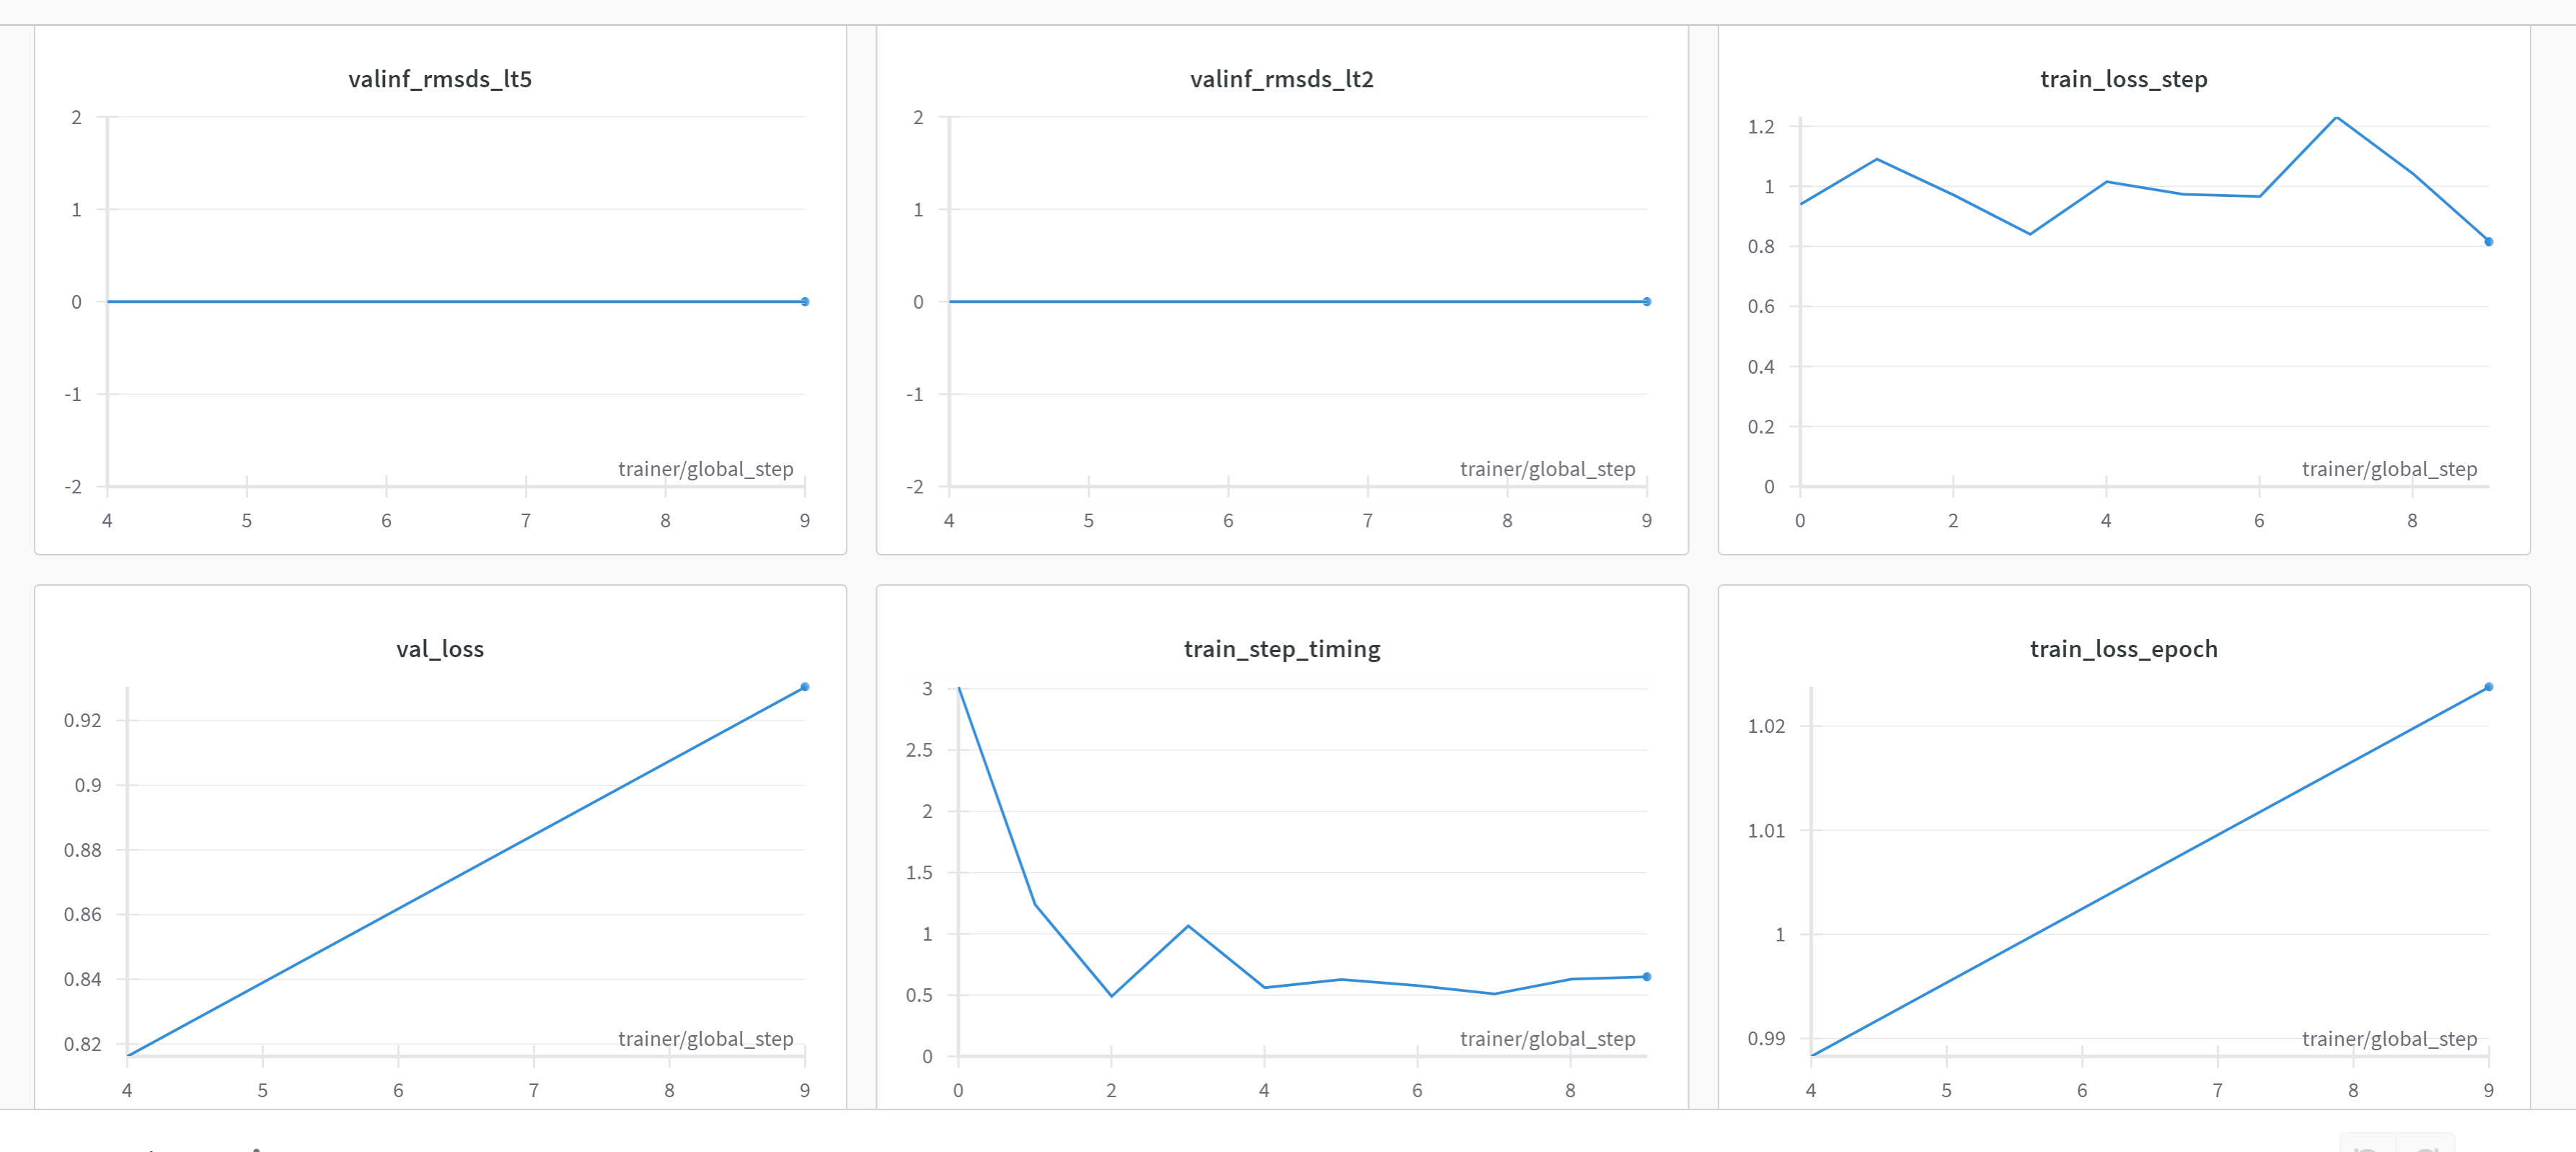 valinf_rmsds_lt5
2
1
0
-1
-2
trainer/global_step
4 5 6 7 8 9
valinf_rmsds_lt2
2
1
0
-1
-2
trainer/global_step
4 5 6 7 8 9
train_loss_step
1.2
1
0.8
0.6
0.4
0.2
0
trainer/global_step
0 2 4 6 8
val_loss
0.92
0.9
0.88
0.86
0.84
0.82
trainer/global_step
4 5 6 7 8 9
train_step_timing
3
2.5
2
1.5
1
0.5
0
trainer/global_step
0 2 4 6 8
train_loss_epoch
1.02
1.01
1
0.99
trainer/global_step
4 5 6 7 8 9